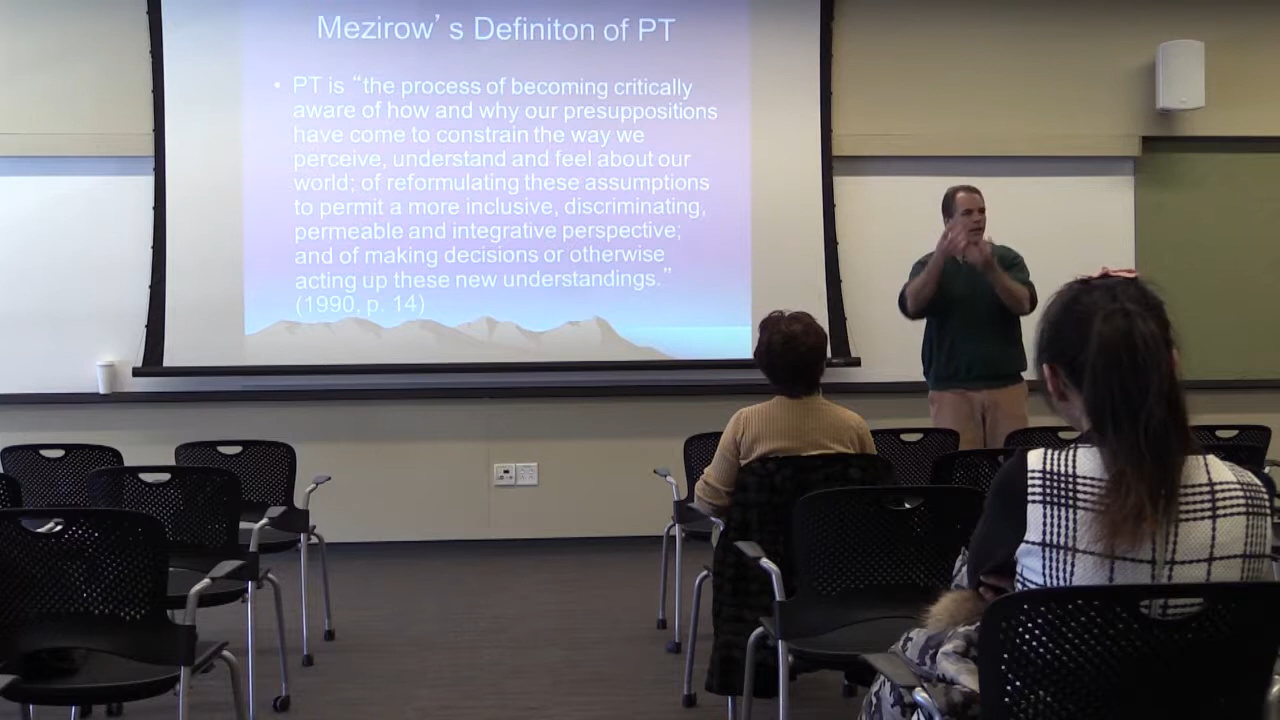 Mezirow’s Definiton of PT
• PT is “the process of becoming critically
aware of how and why our presuppositions
have come to constrain the way we
perceive, understand and feel about our
world; of reformulating these assumptions
to permit a more inclusive, discriminating,
permeable and integrative perspective;
and of making decisions or otherwise
acting up these new understandings.”
(1990, p. 14)